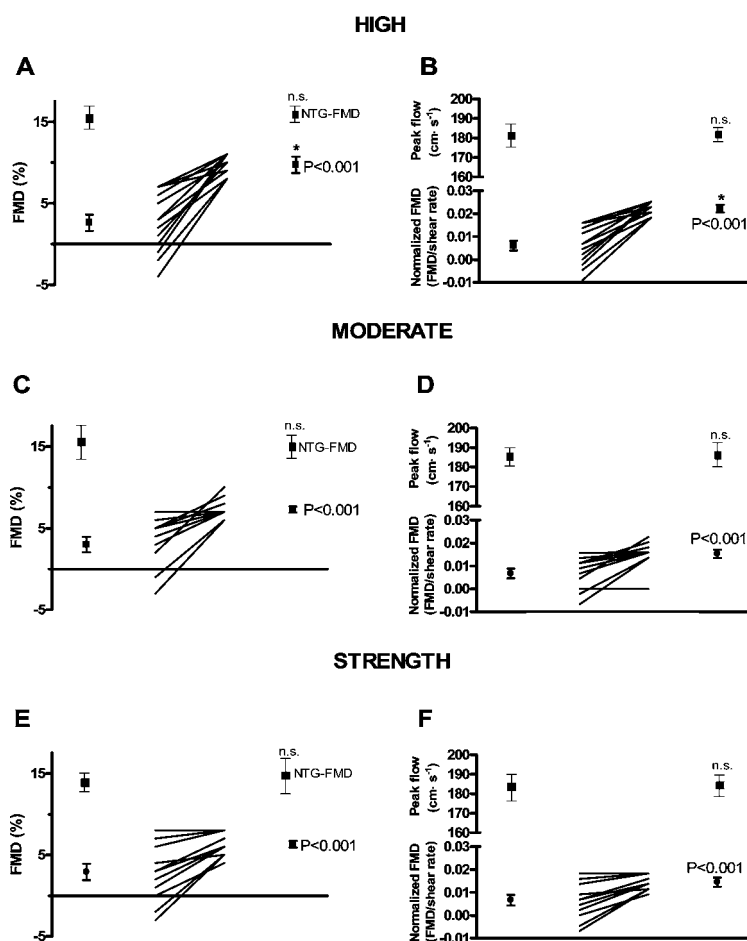 HIGH
A
n.s.
NTG-FMD
*
P<0.001
FMD (%)
15
5
-5
B
n.s.
Peak flow
(cm· s⁻¹)
200
190
180
170
160
*
P<0.001
Normalized FMD
(FMD/shear rate)
0.03
0.02
0.01
0.00
-0.01
MODERATE
C
n.s.
NTG-FMD
P<0.001
FMD (%)
15
5
-5
D
n.s.
Peak flow
(cm· s⁻¹)
200
190
180
170
160
P<0.001
Normalized FMD
(FMD/shear rate)
0.03
0.02
0.01
0.00
-0.01
STRENGTH
E
n.s.
NTG-FMD
P<0.001
FMD (%)
15
5
-5
F
n.s.
Peak flow
(cm· s⁻¹)
200
190
180
170
160
P<0.001
Normalized FMD
(FMD/shear rate)
0.03
0.02
0.01
0.00
-0.01